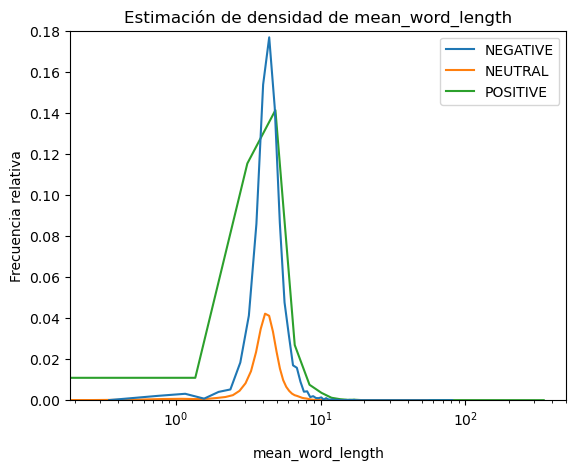 Estimación de densidad de mean_word_length
NEGATIVE
NEUTRAL
POSITIVE
Frecuencia relativa
0.18
0.16
0.14
0.12
0.10
0.08
0.06
0.04
0.02
0.00
10⁰
10¹
10²
mean_word_length